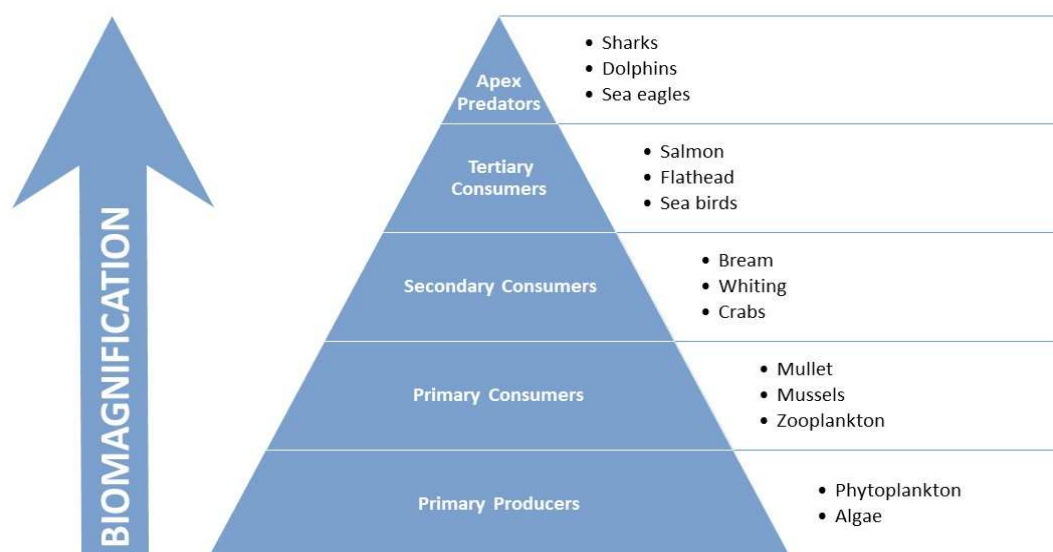 BIOMAGNIFICATION
Apex
Predators
• Sharks
• Dolphins
• Sea eagles
Tertiary
Consumers
• Salmon
• Flathead
• Sea birds
Secondary Consumers
• Bream
• Whiting
• Crabs
Primary Consumers
• Mullet
• Mussels
• Zooplankton
Primary Producers
• Phytoplankton
• Algae